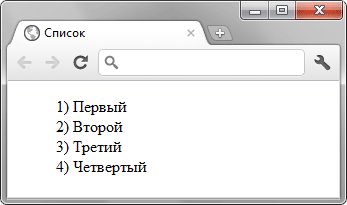 Список
1) Первый
2) Второй
3) Третий
4) Четвертый